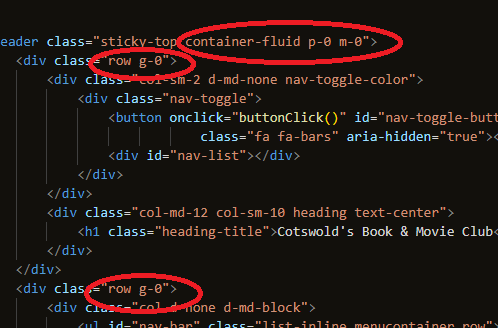 eader class="sticky-top container-fluid p-0 m-0">
<div class="row g-0">
<div class="col-sm-2 d-md-none nav-toggle-color">
<div class="nav-toggle">
<button onclick="buttonClick()" id="nav-toggle-butt
class="fa fa-bars" aria-hidden="true"><
<div id="nav-list"></div>
</div>
</div>
<div class="col-md-12 col-sm-10 heading text-center">
<h1 class="heading-title">Cotswold's Book & Movie Club<
</div>
</div>
<div class="row g-0">
<div class="col-d-none d-md-block">
<ul id="nav-bar" class="list-inline menucontainer row">